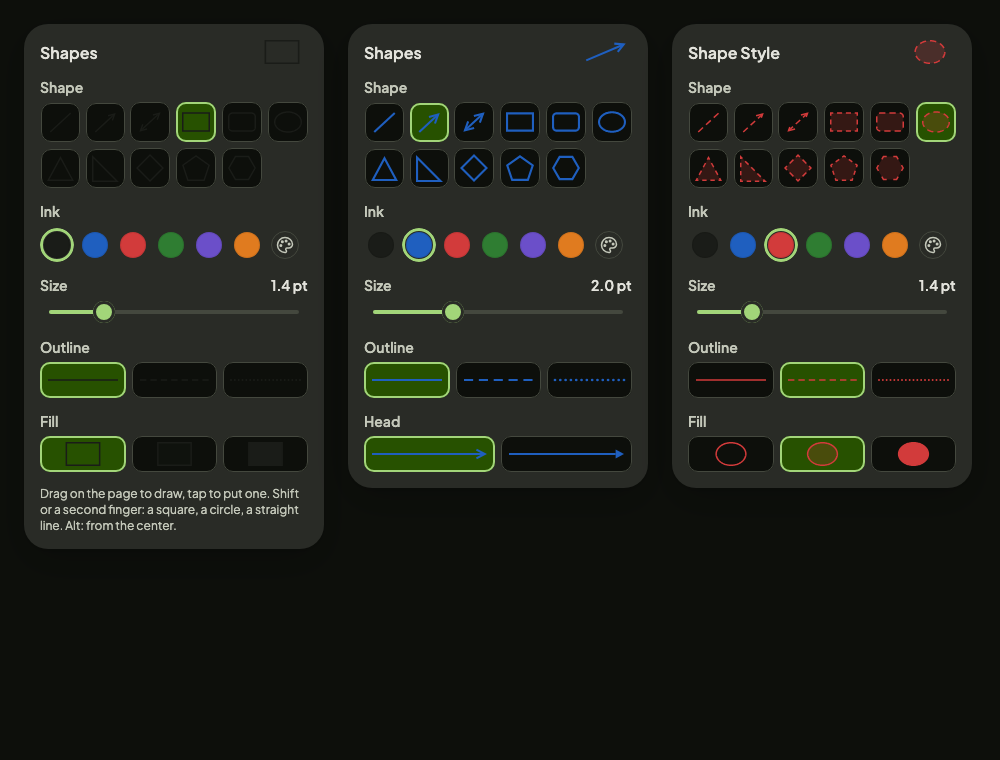 Shapes
Shape
Ink
Size 1.4 pt
Outline
Fill
Drag on the page to draw, tap to put one. Shift
or a second finger: a square, a circle, a straight
line. Alt: from the center.
Shapes
Shape
Ink
Size 2.0 pt
Outline
Head
Shape Style
Shape
Ink
Size 1.4 pt
Outline
Fill